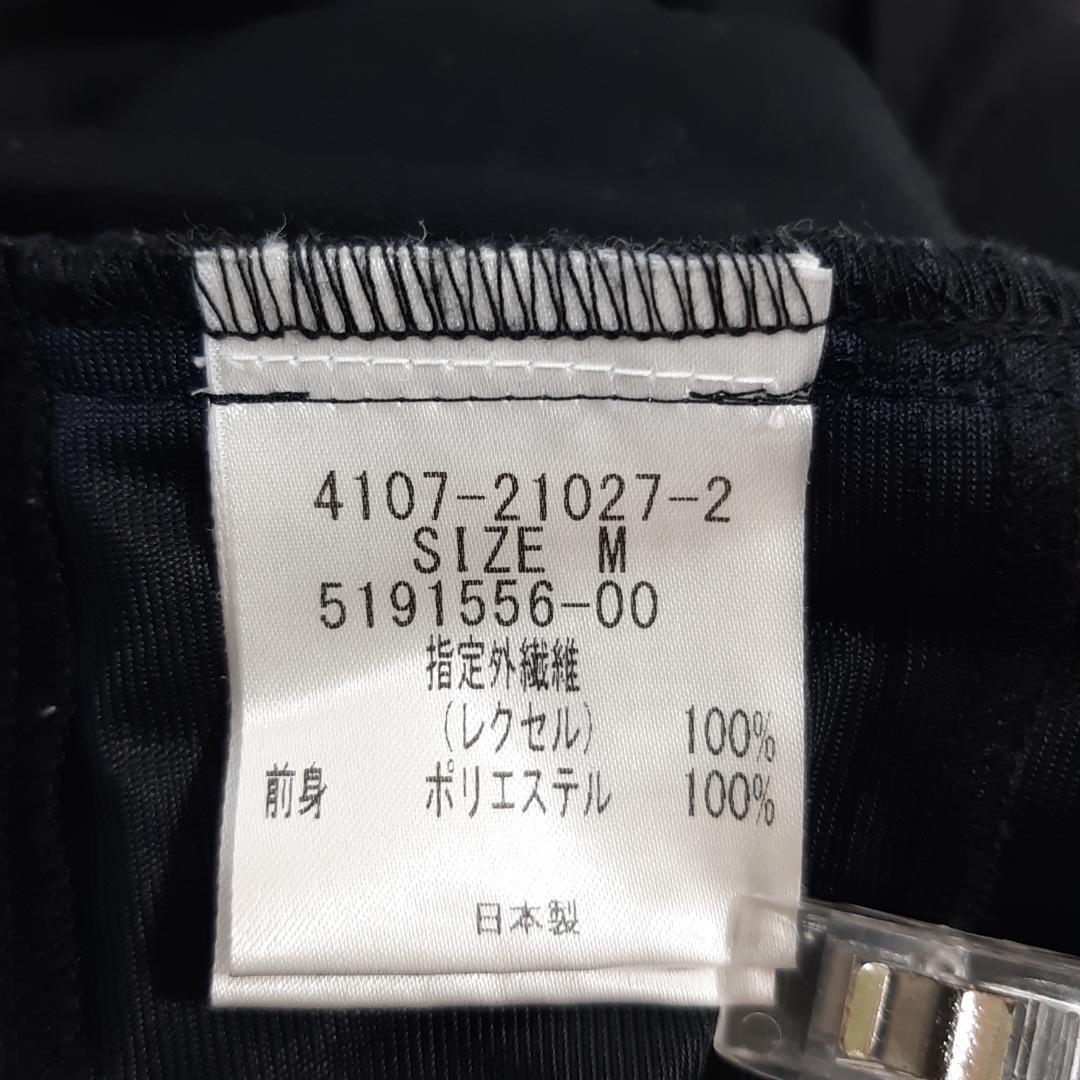 4107-21027-2
SIZE M
5191556-00
指定外繊維
(レクセル) 100%
前身 ポリエステル 100%
日本製